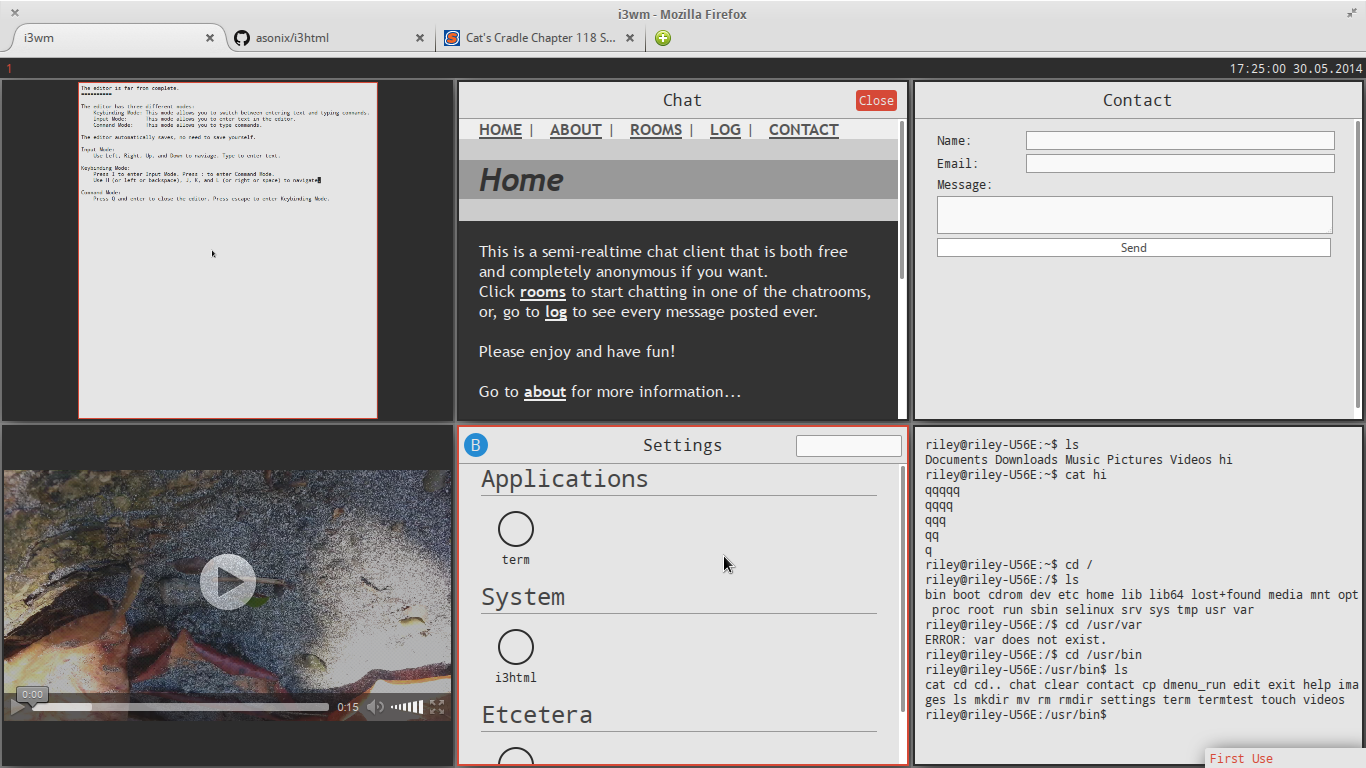 i3wm - Mozilla Firefox
i3wm
asonix/i3html
Cat's Cradle Chapter 118 S...
1
17:25:00 30.05.2014
The editor is far from complete.
==========
The editor has three different modes:
Keybinding Mode: This mode allows you to switch between entering text and typing commands.
Input Mode: This mode allows you to enter text in the editor.
Command Mode: This mode allows you to type commands.
The editor automatically saves, no need to save yourself.
Input Mode:
Use Left, Right, Up, and Down to naviage. Type to enter text.
Keybinding Mode:
Press I to enter Input Mode. Press : to enter Command Mode.
Use H (or left or backspace), J, K, and L (or right or space) to navigate
Command Mode:
Press Q and enter to close the editor. Press escape to enter Keybinding Mode.
Chat
Close
HOME | ABOUT | ROOMS | LOG | CONTACT
Home
This is a semi-realtime chat client that is both free
and completely anonymous if you want.
Click rooms to start chatting in one of the chatrooms,
or, go to log to see every message posted ever.
Please enjoy and have fun!
Go to about for more information...
Contact
Name:
Email:
Message:
Send
0:00
0:15
B
Settings
Applications
term
System
i3html
Etcetera
riley@riley-U56E:~$ ls
Documents Downloads Music Pictures Videos hi
riley@riley-U56E:~$ cat hi
qqqqq
qqqq
qqq
qq
q
riley@riley-U56E:~$ cd /
riley@riley-U56E:/$ ls
bin boot cdrom dev etc home lib lib64 lost+found media mnt opt
proc root run sbin selinux srv sys tmp usr var
riley@riley-U56E:/$ cd /usr/var
ERROR: var does not exist.
riley@riley-U56E:/$ cd /usr/bin
riley@riley-U56E:/usr/bin$ ls
cat cd cd.. chat clear contact cp dmenu_run edit exit help ima
ges ls mkdir mv rm rmdir settings term termtest touch videos
riley@riley-U56E:/usr/bin$
First Use